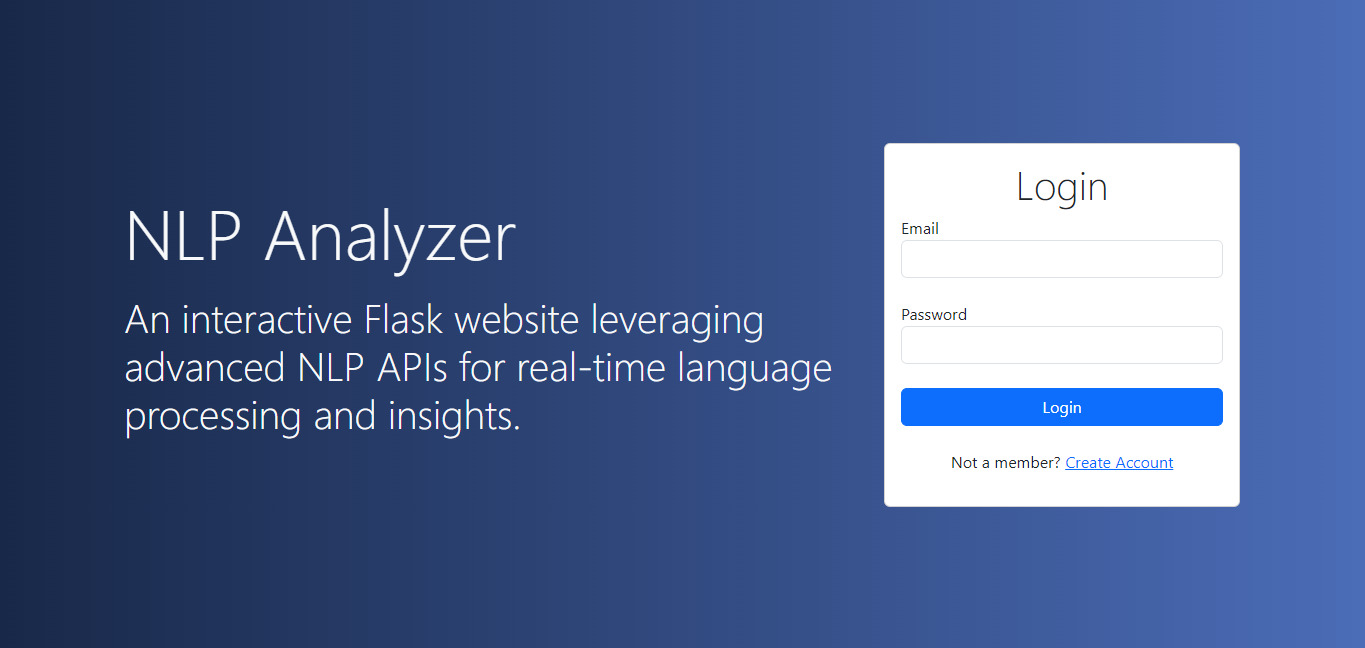 NLP Analyzer
An interactive Flask website leveraging
advanced NLP APIs for real-time language
processing and insights.
Login
Email
Password
Login
Not a member? Create Account